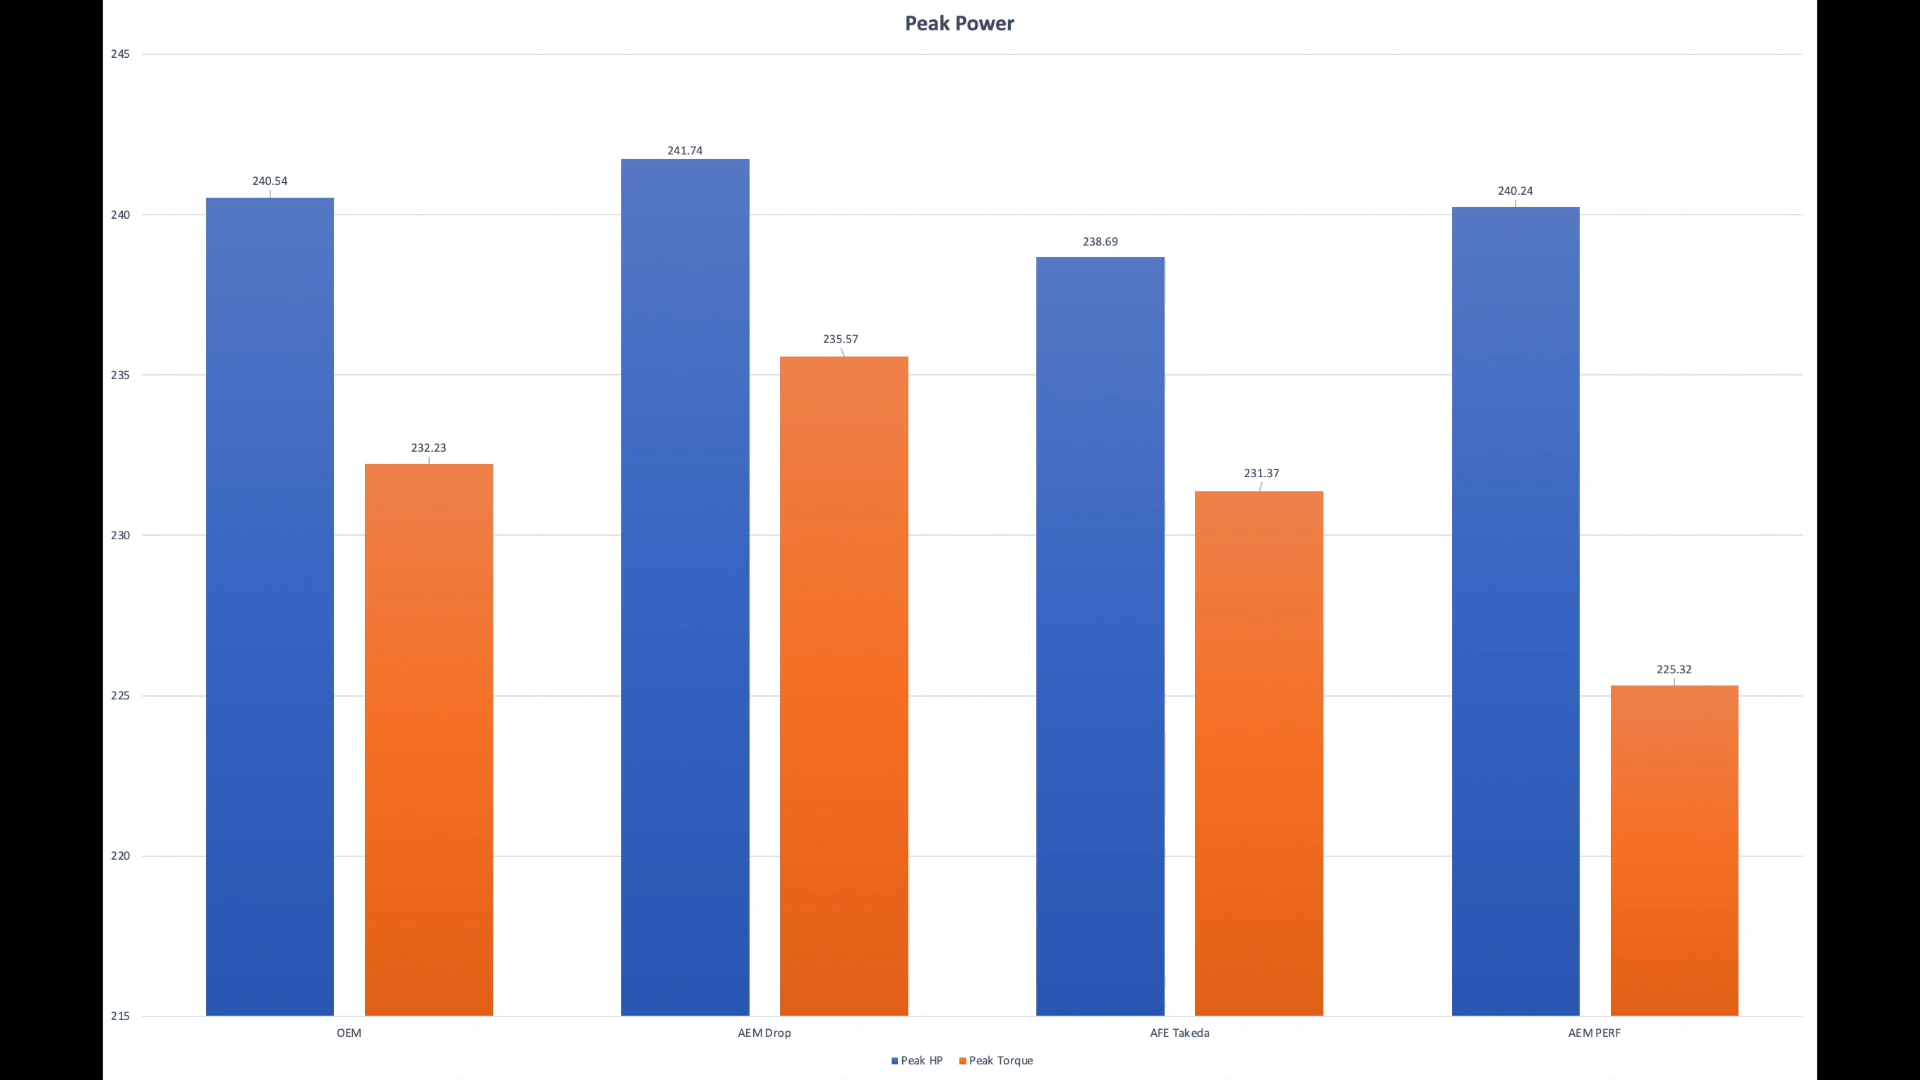 Peak Power
245
240
235
230
225
220
215
240.54
232.23
241.74
235.57
238.69
231.37
240.24
225.32
OEM
AEM Drop
AFE Takeda
AEM PERF
Peak HP
Peak Torque